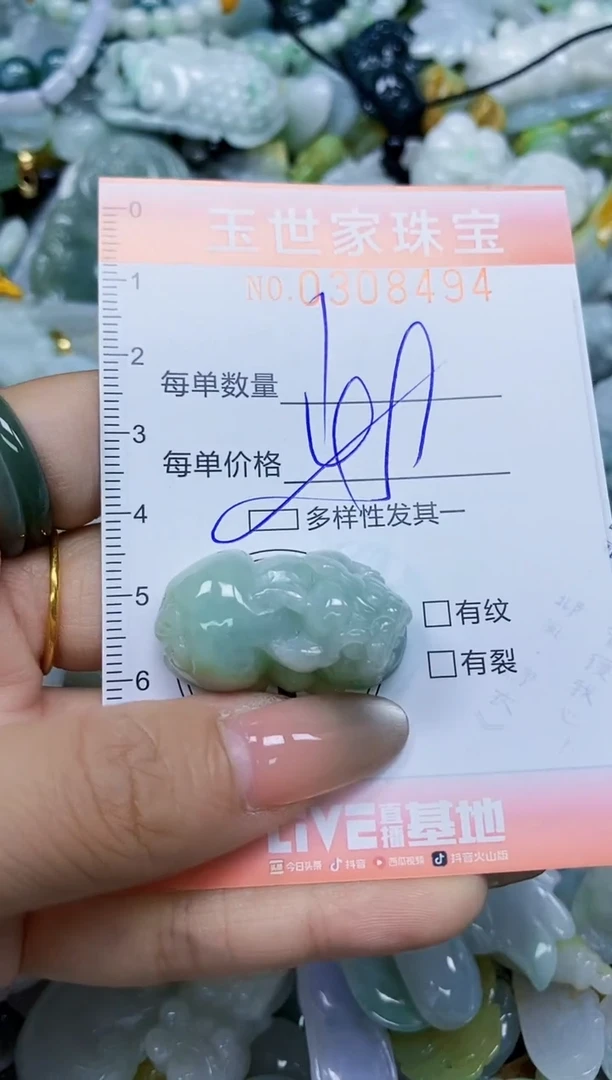 0
玉世家珠宝
1
NO.0308494
2
每单数量
3
每单价格
4
多样性发其一
5
有纹
有裂
6
LIVE直播基地
头条 今日头条 抖音 西瓜视频 抖音火山版